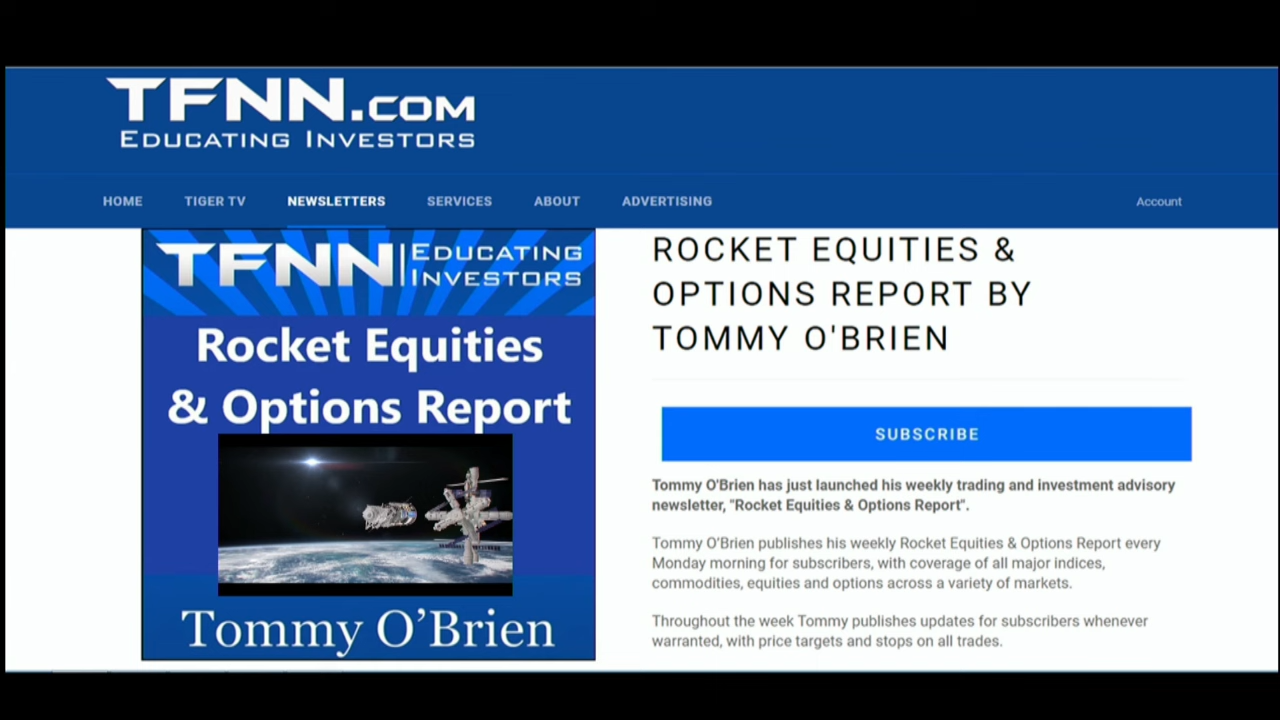 TFNN.COM
EDUCATING INVESTORS
HOME TIGER TV NEWSLETTERS SERVICES ABOUT ADVERTISING Account
TFNN | EDUCATING
INVESTORS
Rocket Equities
& Options Report
Tommy O’Brien
ROCKET EQUITIES &
OPTIONS REPORT BY
TOMMY O'BRIEN
SUBSCRIBE
Tommy O'Brien has just launched his weekly trading and investment advisory
newsletter, "Rocket Equities & Options Report".
Tommy O’Brien publishes his weekly Rocket Equities & Options Report every
Monday morning for subscribers, with coverage of all major indices,
commodities, equities and options across a variety of markets.
Throughout the week Tommy publishes updates for subscribers whenever
warranted, with price targets and stops on all trades.